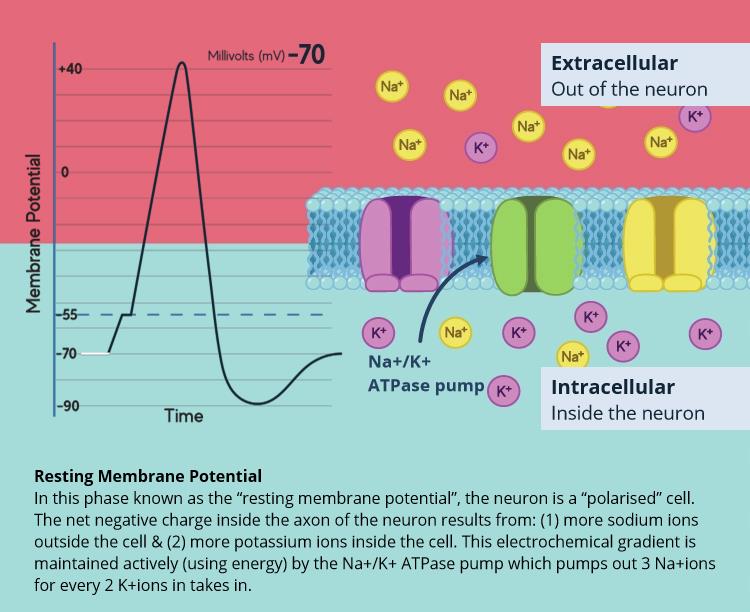 Millivolts (mV) -70
Extracellular
Out of the neuron
+40
0
-55
-70
-90
Membrane Potential
Time
Na+
Na+
Na+
Na+
K+
Na+
Na+
K+
K+
Na+
K+
K+
Na+
K+
K+
K+
Na+/K+
ATPase pump
Intracellular
Inside the neuron
Resting Membrane Potential
In this phase known as the “resting membrane potential”, the neuron is a “polarised” cell.
The net negative charge inside the axon of the neuron results from: (1) more sodium ions
outside the cell & (2) more potassium ions inside the cell. This electrochemical gradient is
maintained actively (using energy) by the Na+/K+ ATPase pump which pumps out 3 Na+ions
for every 2 K+ions in takes in.